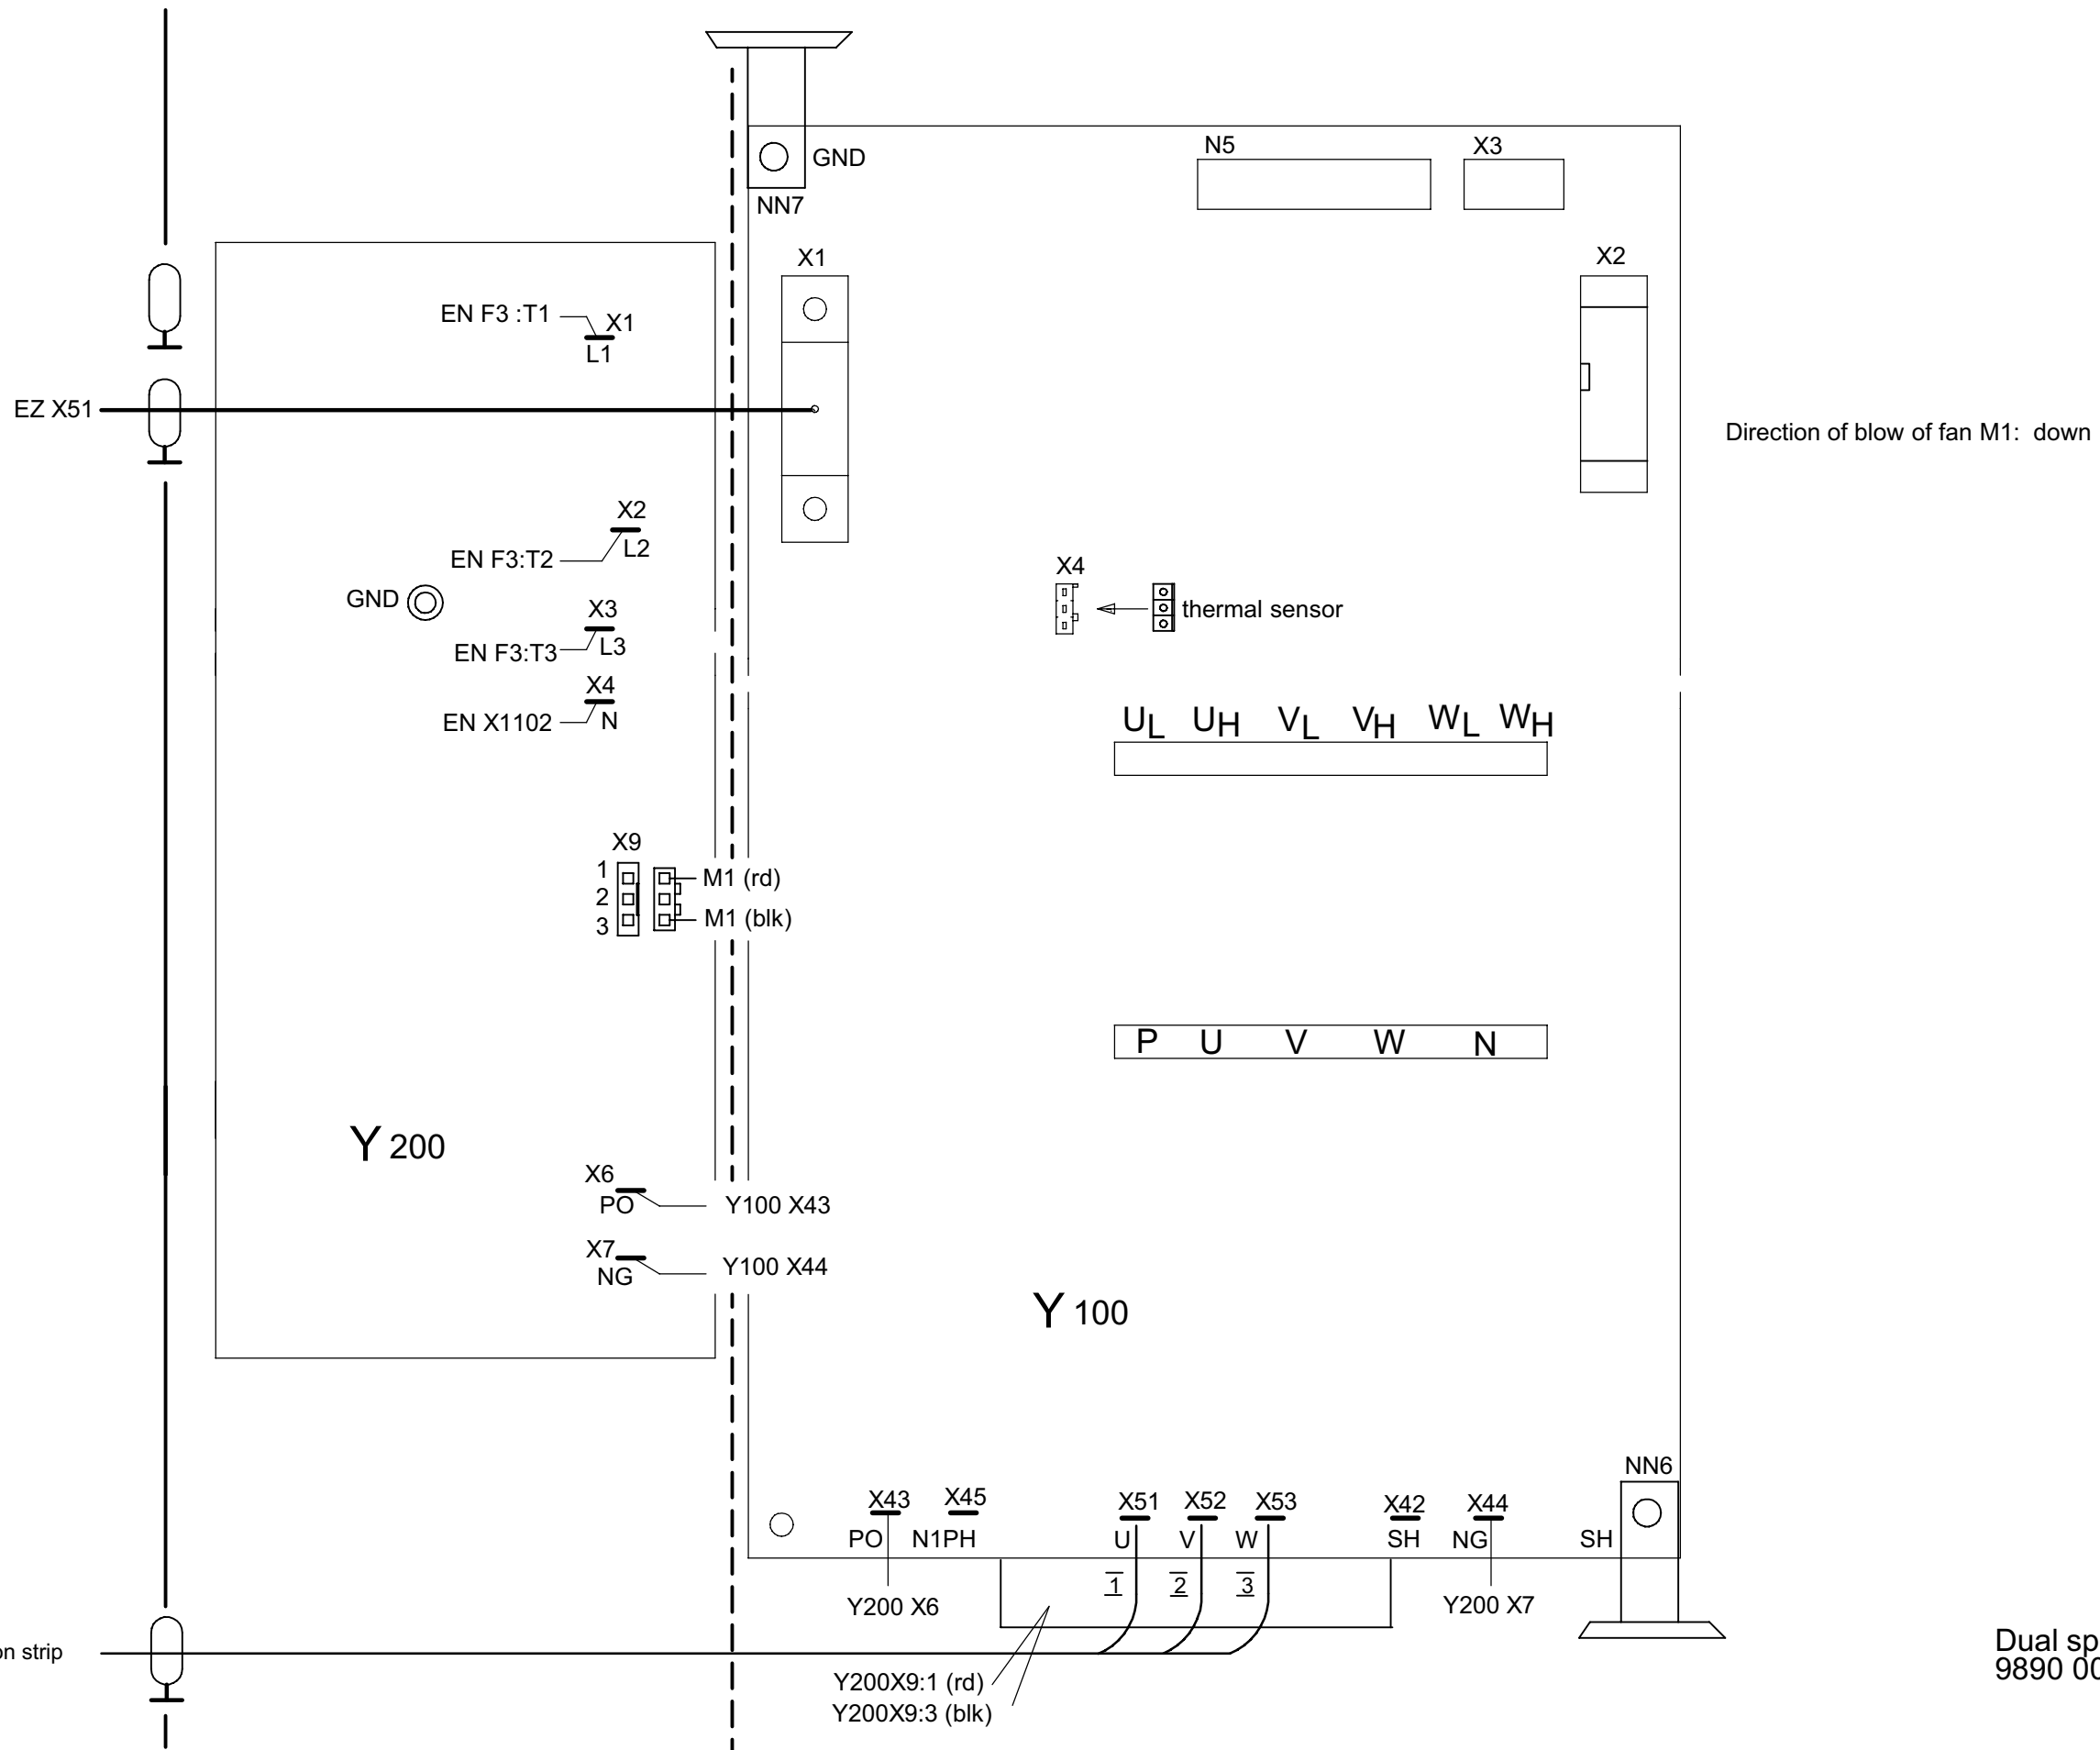 GND
N5
X3
NN7
X1
X2
EN F3 :T1
X1
L1
EZ X51
Direction of blow of fan M1: down
X2
L2
EN F3:T2
X4
GND
X3
thermal sensor
EN F3:T3
L3
X4
EN X1102
N
UL UH VL VH WL WH
X9
1
M1 (rd)
2
M1 (blk)
3
P U V W N
Y 200
X6
PO
Y100 X43
X7
Y100 X44
NG
Y 100
NN6
X43 X45 X51 X52 X53 X42 X44
PO N1PH U V W SH NG SH
1 2 3
Y200 X6
Y200 X7
strip
Dual
Y200X9:1 (rd)
9890
Y200X9:3 (blk)